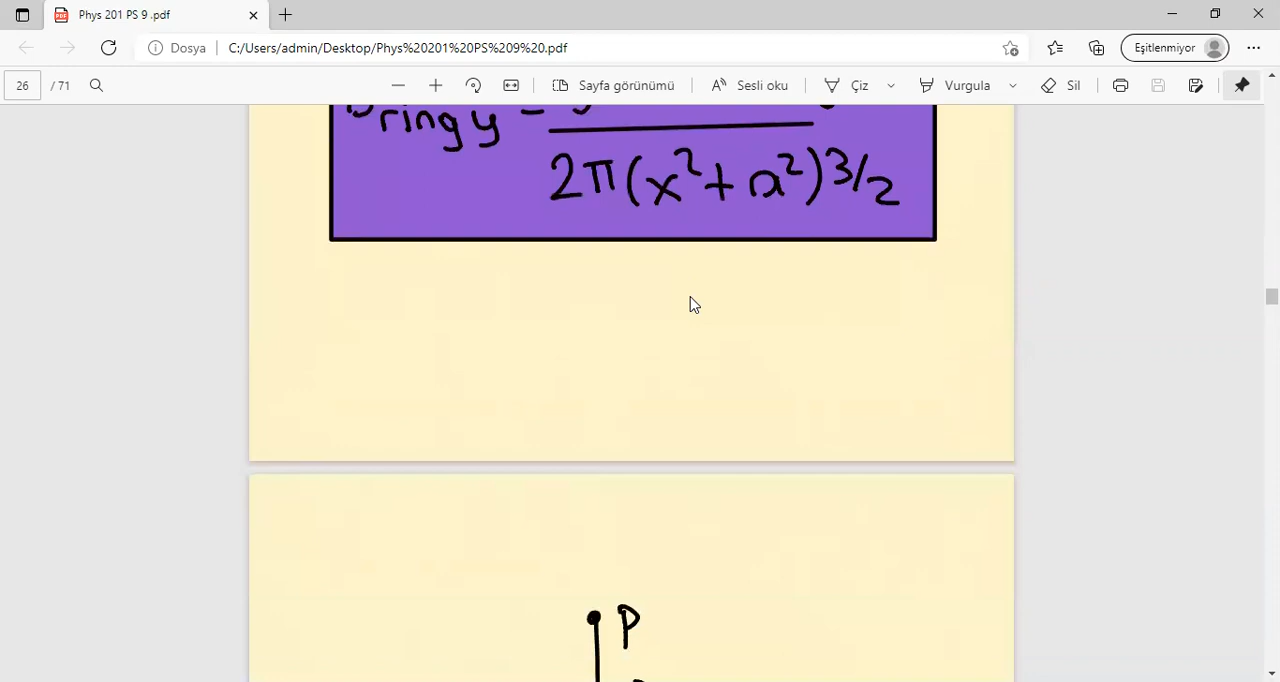 Phys 201 PS 9 .pdf
Dosya
C:/Users/admin/Desktop/Phys%20201%20PS%209%20.pdf
Eşitlenmiyor
26 / 71
Sayfa görünümü
Sesli oku
Çiz
Vurgula
Sil
ring y =
2π(x²+a²)3/2
P